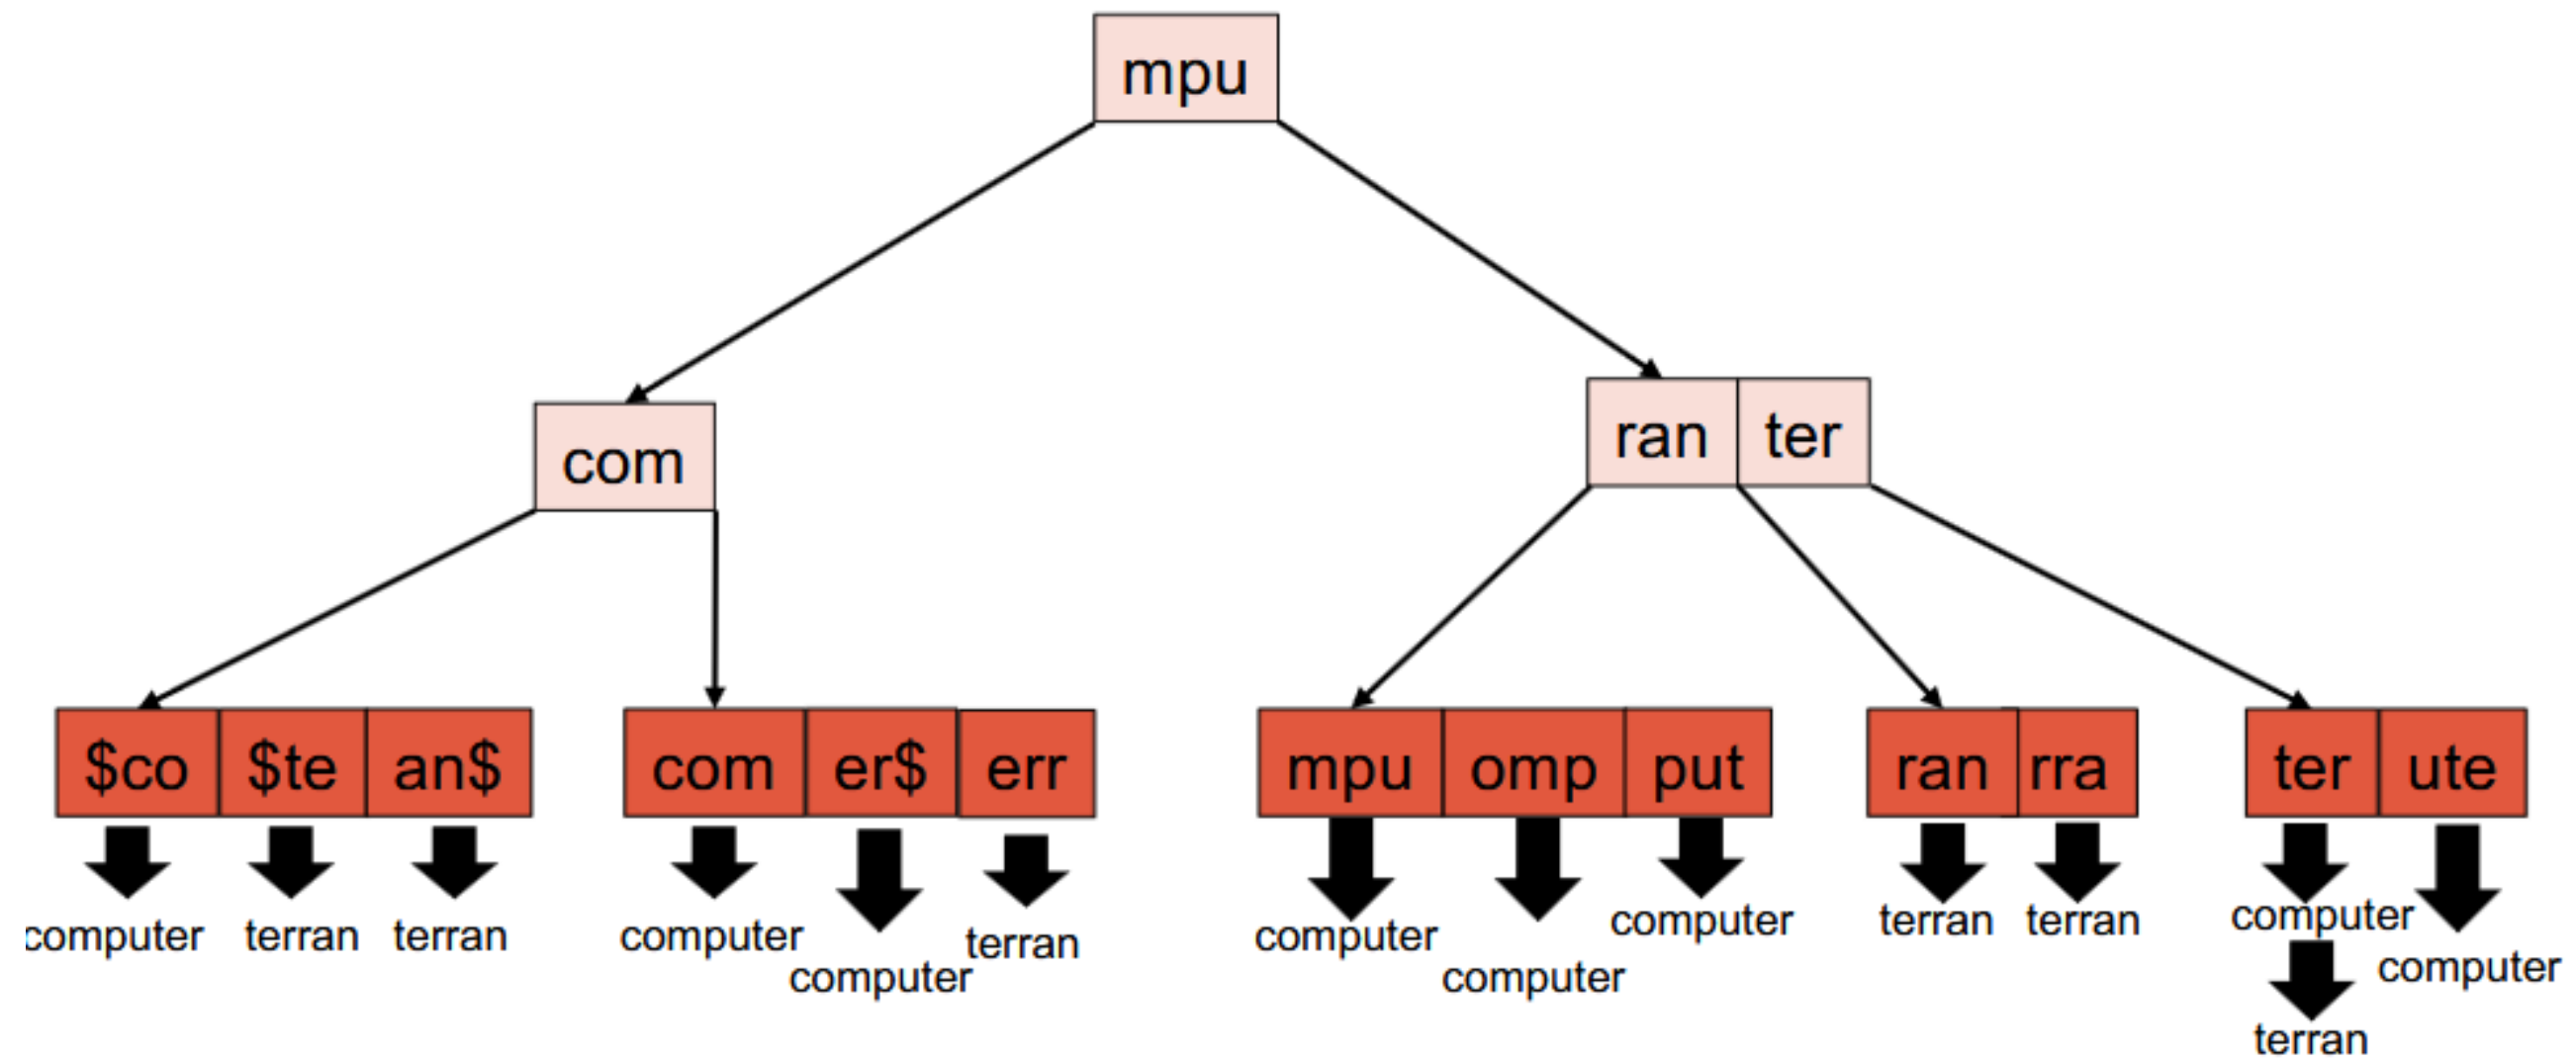 mpu
com
ran ter
$co $te an$ com er$ err mpu omp put ran rra ter ute
computer terran terran computer computer terran computer computer computer terran terran computer computer
terran